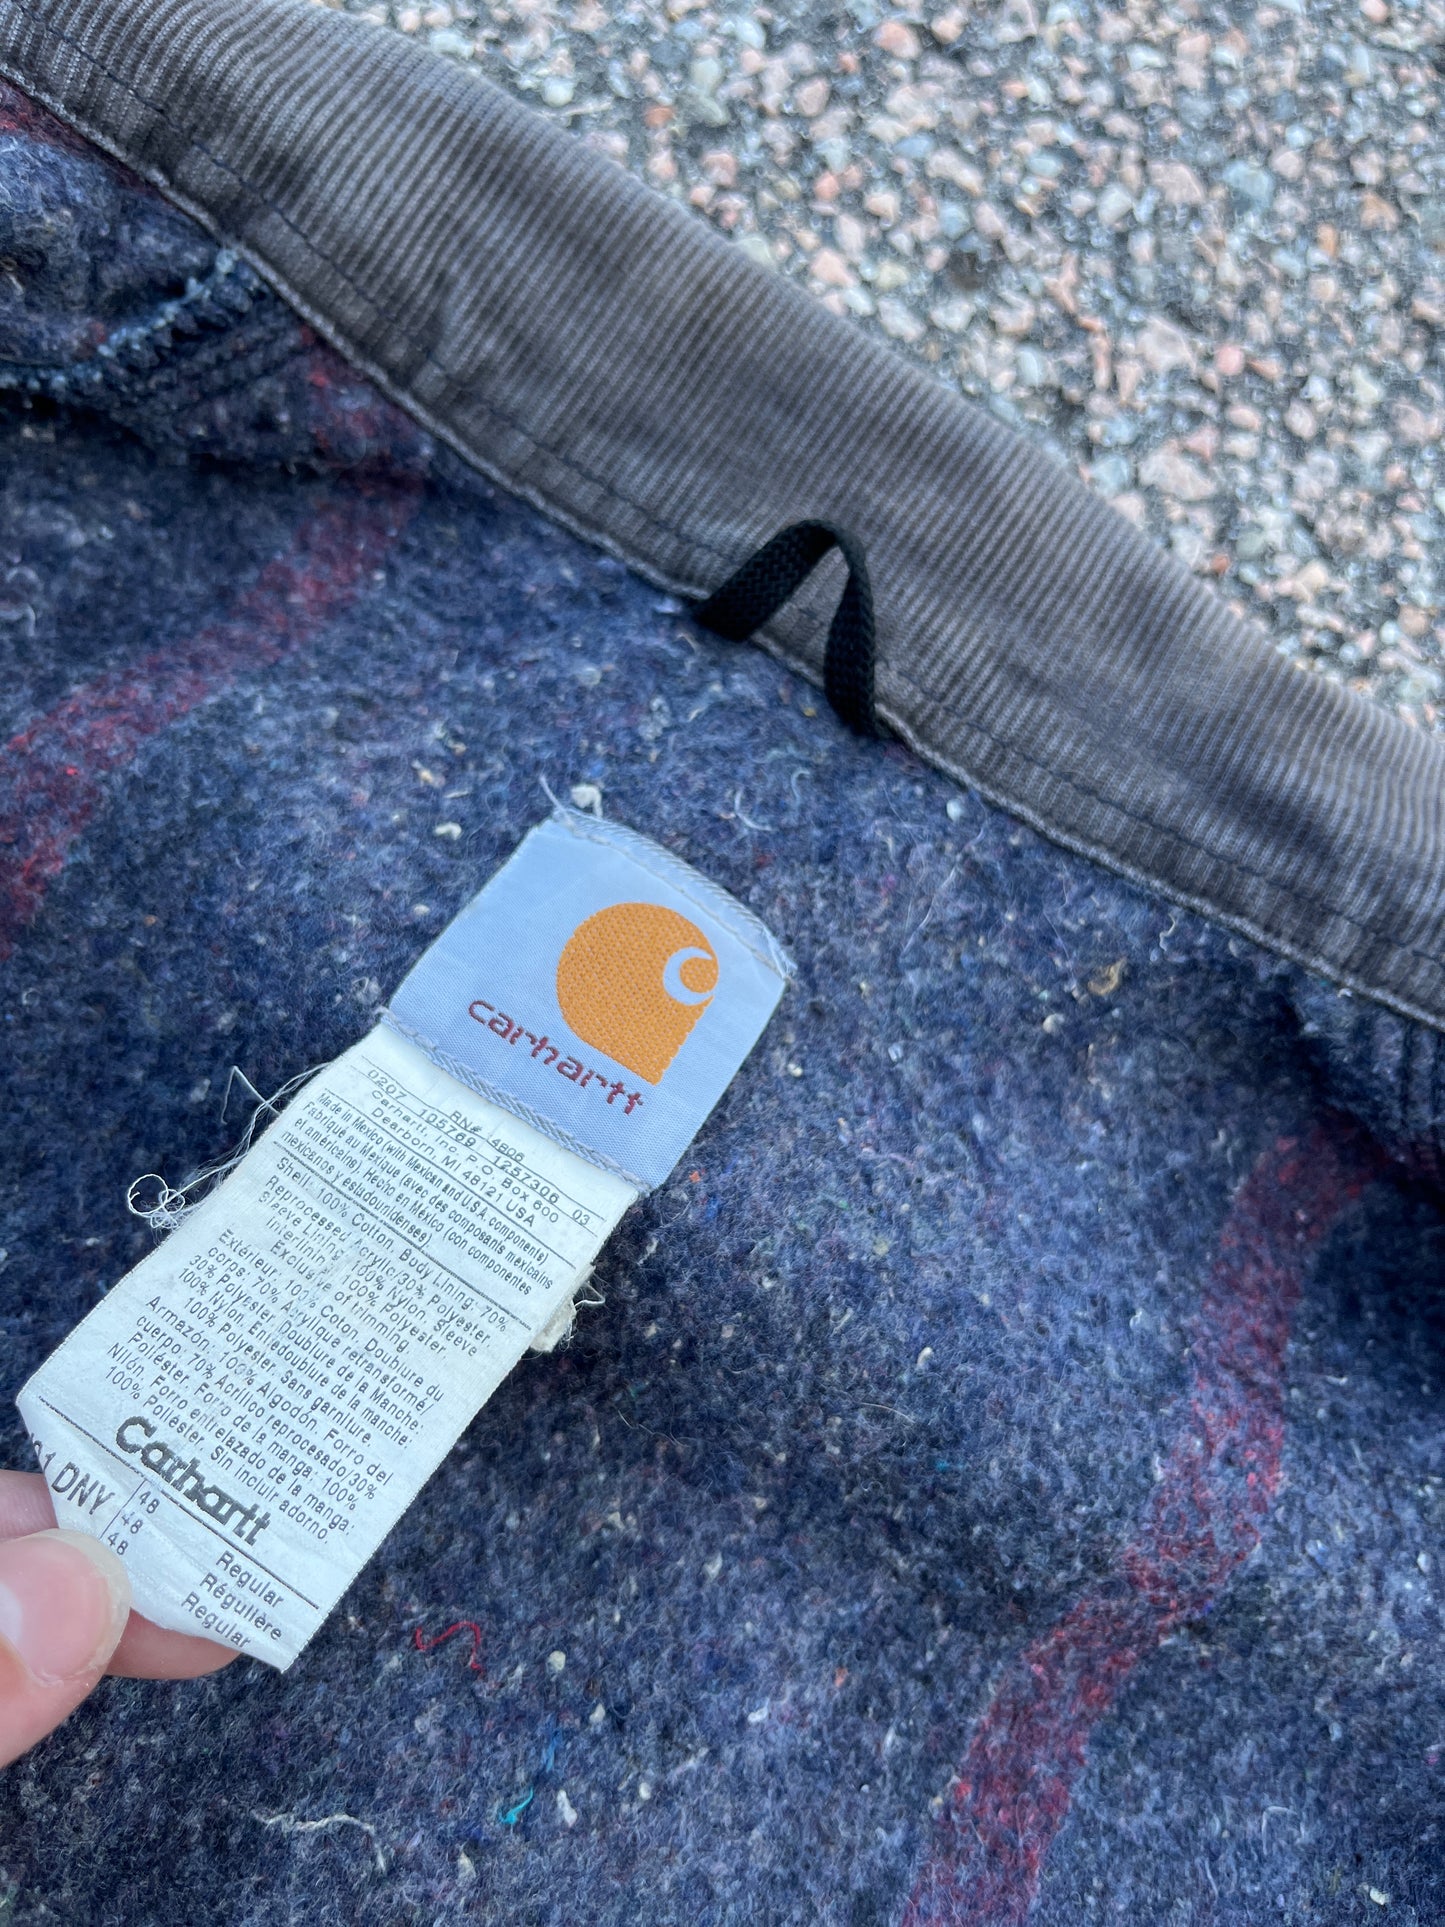 carhartt
RN# 14806
Carhartt, Inc. P.O. Box 600
Dearborn, MI 48121 USA
0207 105769 1257306 03
Made in Mexico (with Mexican and U.S.A. components)
Fabriqué au Mexique (avec des composants mexicains
et américains). Hecho en México (con componentes
mexicanos y estadounidenses)
Shell: 100% Cotton. Body Lining: 70%
Reprocessed Acrylic/30% Polyester
Sleeve Lining: 100% Nylon. Sleeve
Interlining: 100% Polyester.
Exclusive of trimming.
Extérieur: 100% Coton. Doublure du
corps: 70% Acrylique retransformé/
30% Polyester. Doublure de la Manche:
100% Nylon. Entredoublure de la manche:
100% Polyester. Sans garniture.
Armazón: 100% Algodón. Forro del
cuerpo: 70% Acrílico reprocesado/30%
Poliéster. Forro de la manga: 100%
Nilón. Forro entrelazado de la manga:
100% Poliéster. Sin incluir adorno.
Carhartt
DNY 48 Regular
48 Régulière
48 Regular